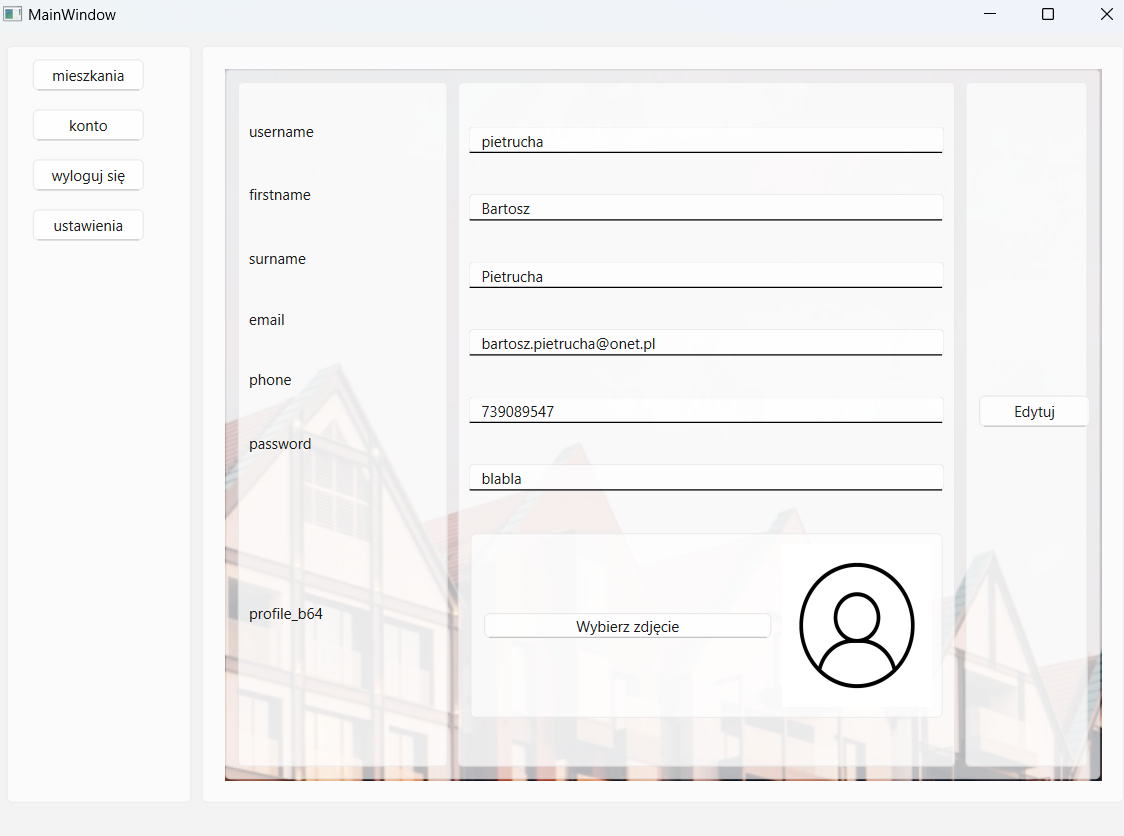 MainWindow
mieszkania
konto
wyloguj się
ustawienia
username
pietrucha
firstname
Bartosz
surname
Pietrucha
email
bartosz.pietrucha@onet.pl
phone
739089547
Edytuj
password
blabla
profile_b64
Wybierz zdjęcie